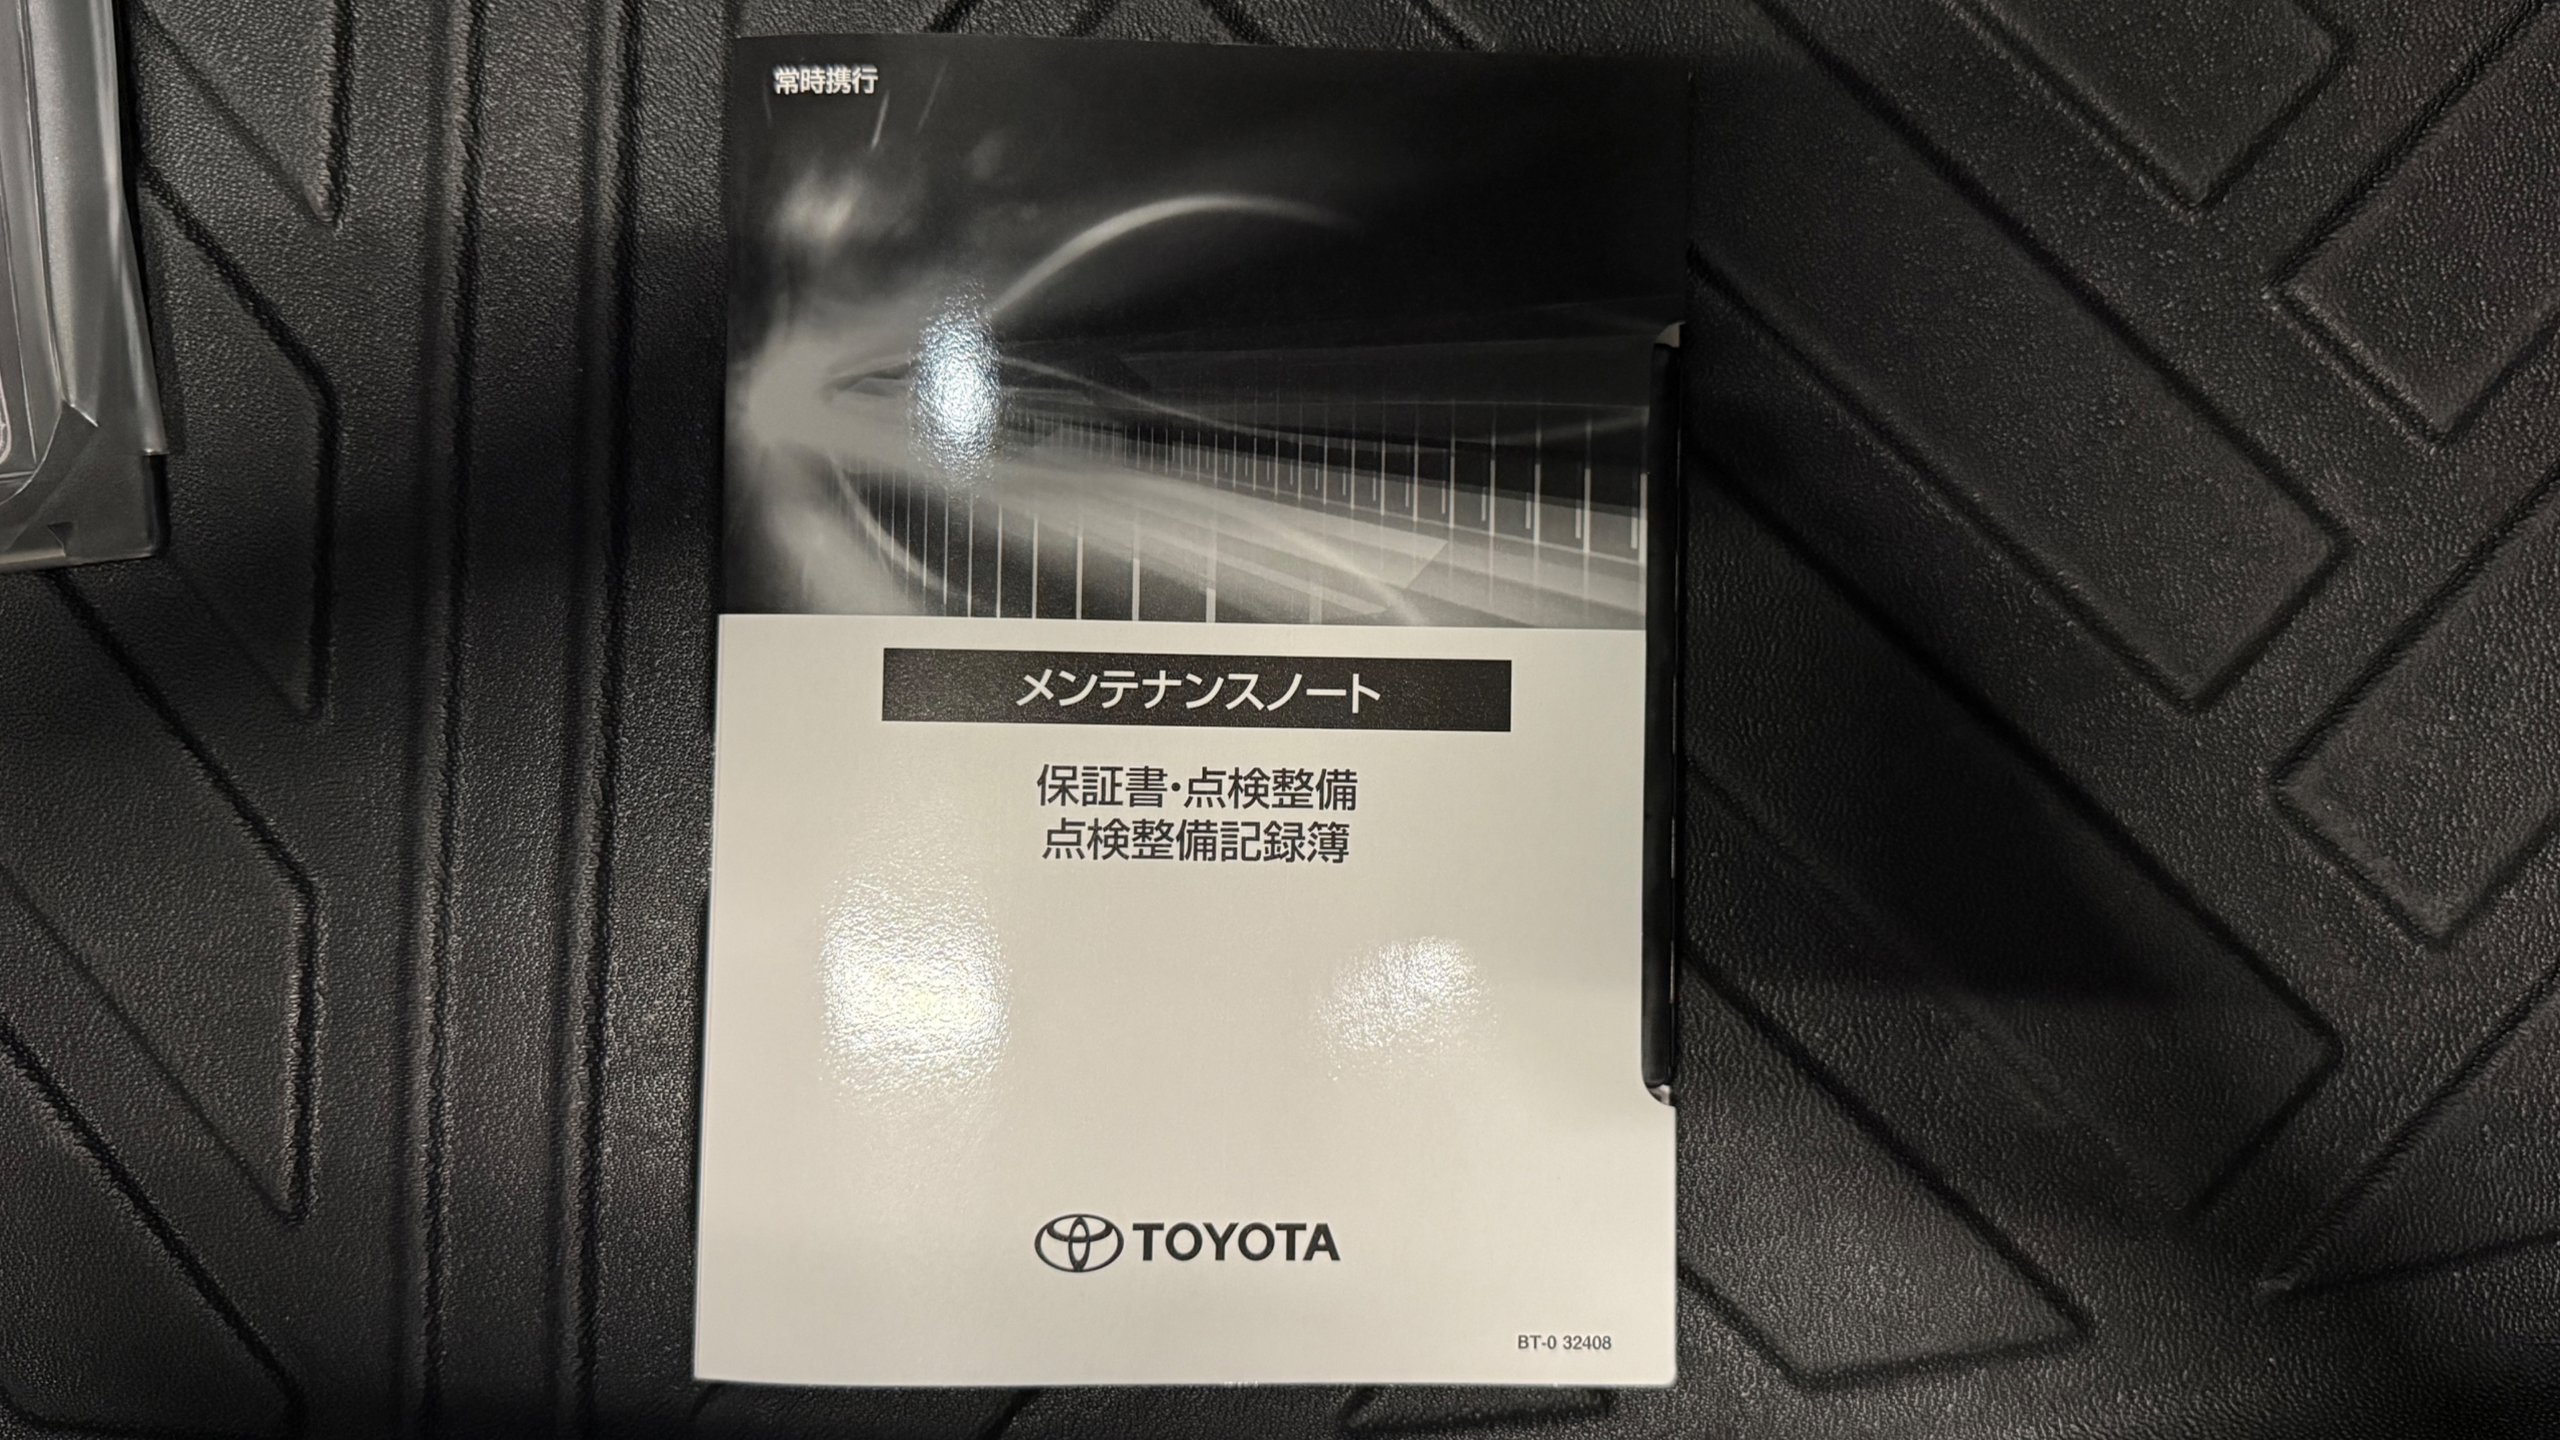 常時携行
メンテナンスノート
保証書・点検整備
点検整備記録簿
TOYOTA
BT-0 32408